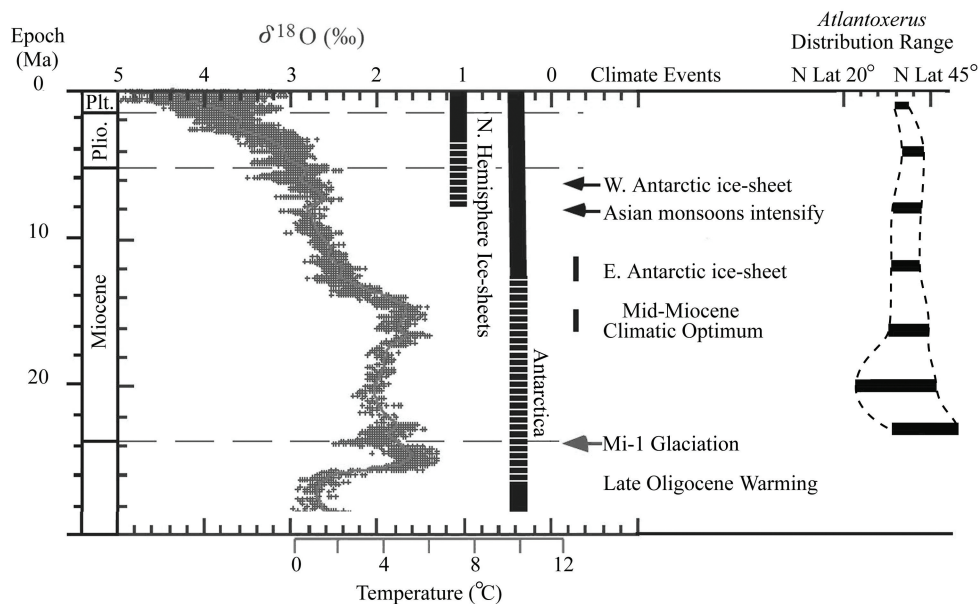 Epoch
(Ma)
δ18O (‰)
Atlantoxerus
Distribution Range
0
5
4
3
2
1
0
Climate Events
N Lat 20°
N Lat 45°
Plt.
Plio.
Miocene
10
20
N. Hemisphere Ice-sheets
Antarctica
W. Antarctic ice-sheet
Asian monsoons intensify
E. Antarctic ice-sheet
Mid-Miocene
Climatic Optimum
Mi-1 Glaciation
Late Oligocene Warming
0
4
8
12
Temperature (°C)